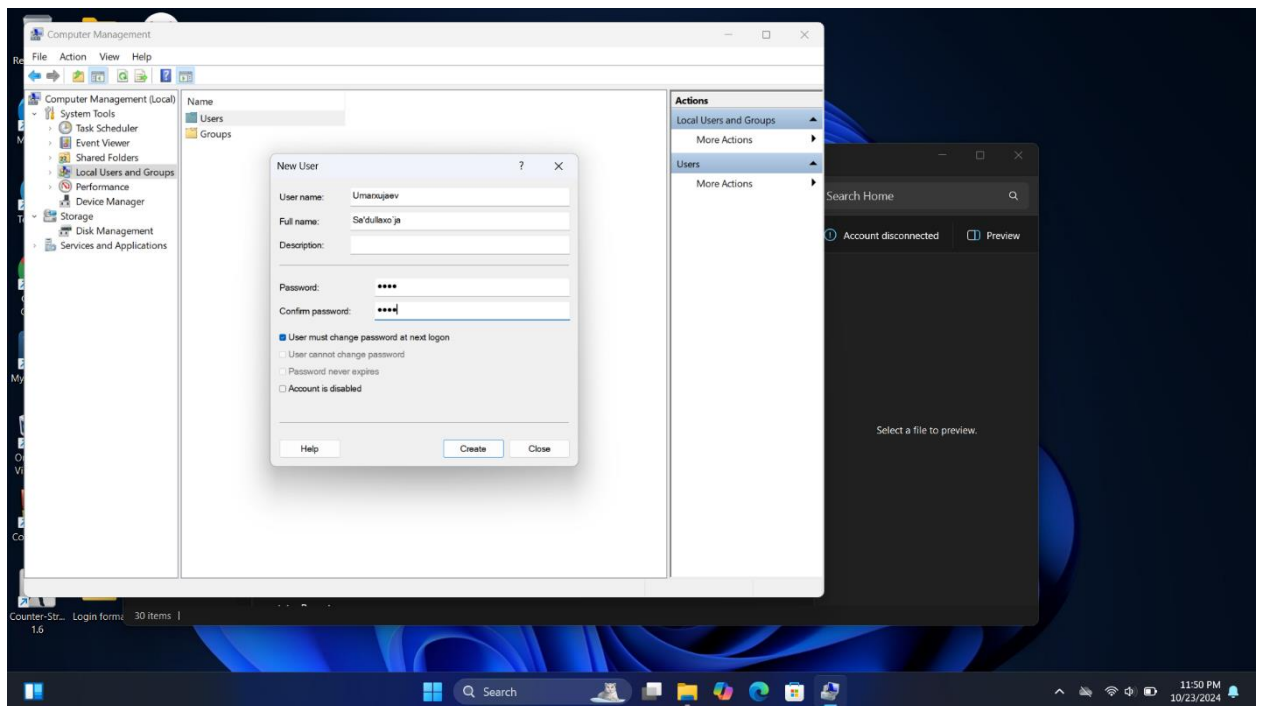 Computer Management
File Action View Help
Computer Management (Local)
System Tools
Task Scheduler
Event Viewer
Shared Folders
Local Users and Groups
Performance
Device Manager
Storage
Disk Management
Services and Applications
Name
Users
Groups
Actions
Local Users and Groups
More Actions
Users
More Actions
New User
User name: Umarxujaev
Full name: Sa'dullaxo`ja
Description:
Password: ••••
Confirm password: ••••
User must change password at next logon
User cannot change password
Password never expires
Account is disabled
Help Create Close
Search Home
Account disconnected Preview
Select a file to preview.
30 items
Counter-Str...
1.6
Login forma
Search
11:50 PM
10/23/2024